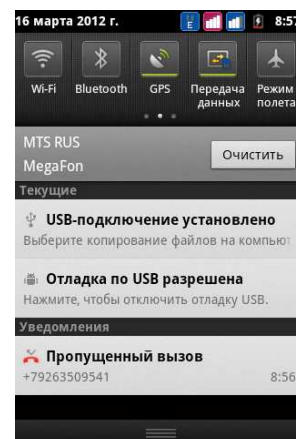 16 марта 2012 г. E 8:57
Wi-Fi Bluetooth GPS Передача данных Режим полета
MTS RUS
MegaFon
Очистить
Текущие
USB-подключение установлено
Выберите копирование файлов на компьют
Отладка по USB разрешена
Нажмите, чтобы отключить отладку USB.
Уведомления
Пропущенный вызов
+79263509541 8:56